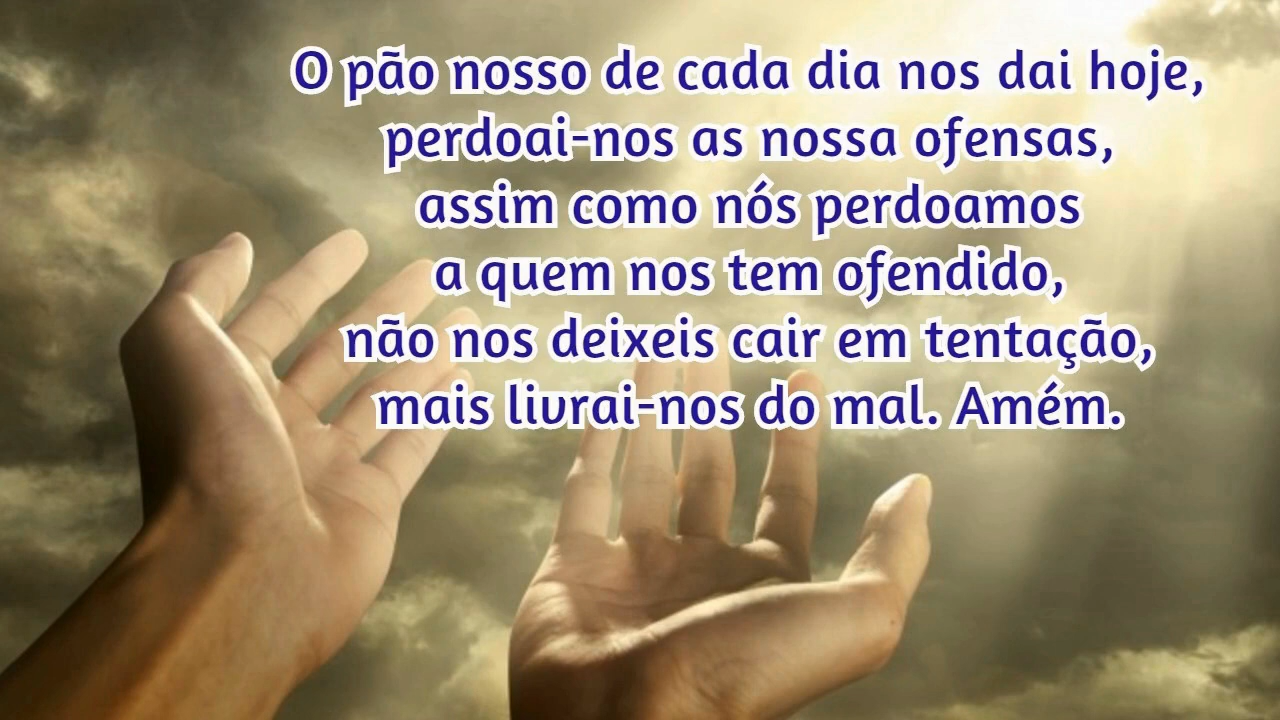 O pão nosso de cada dia nos dai hoje,
perdoai-nos as nossa ofensas,
assim como nós perdoamos
a quem nos tem ofendido,
não nos deixeis cair em tentação,
mais livrai-nos do mal. Amém.